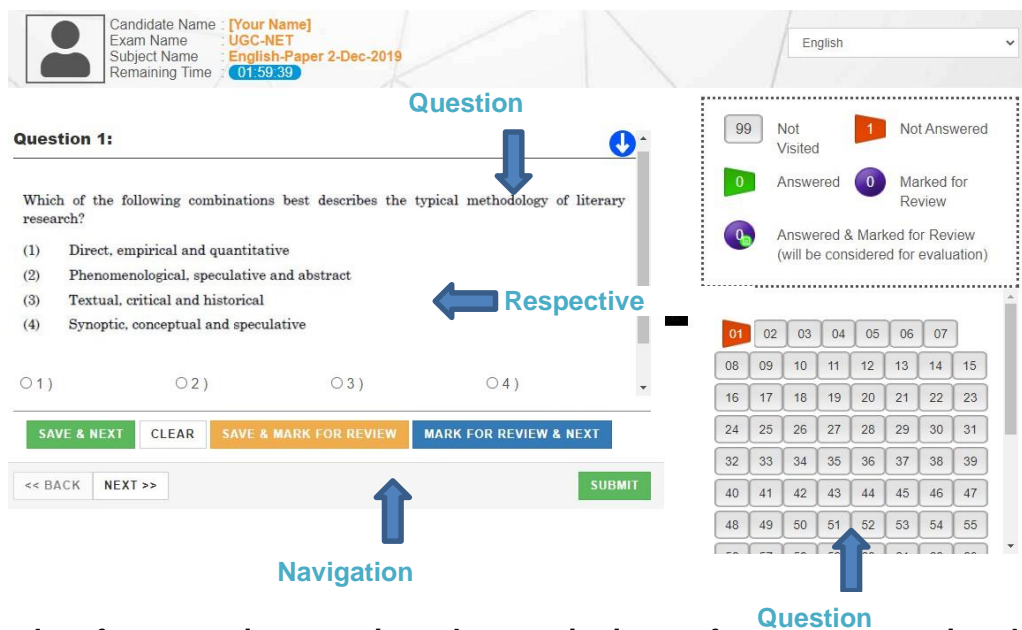 Candidate Name : [Your Name]
Exam Name : UGC-NET
Subject Name : English-Paper 2-Dec-2019
Remaining Time : 01:59:39
English
Question
Question 1:
Which of the following combinations best describes the typical methodology of literary
research?
(1) Direct, empirical and quantitative
(2) Phenomenological, speculative and abstract
(3) Textual, critical and historical
(4) Synoptic, conceptual and speculative
Respective
1 ) 2 ) 3 ) 4 )
SAVE & NEXT CLEAR SAVE & MARK FOR REVIEW MARK FOR REVIEW & NEXT
<< BACK NEXT >> SUBMIT
Navigation
99 Not
Visited
1 Not Answered
0 Answered
0 Marked for
Review
0 Answered & Marked for Review
(will be considered for evaluation)
01 02 03 04 05 06 07
08 09 10 11 12 13 14 15
16 17 18 19 20 21 22 23
24 25 26 27 28 29 30 31
32 33 34 35 36 37 38 39
40 41 42 43 44 45 46 47
48 49 50 51 52 53 54 55
Question